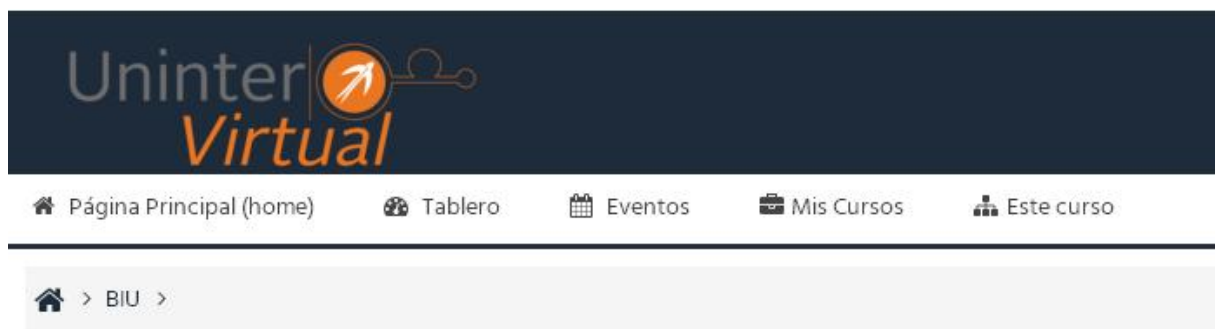 Uninter
Virtual
Página Principal (home) Tablero Eventos Mis Cursos Este curso
> BIU >